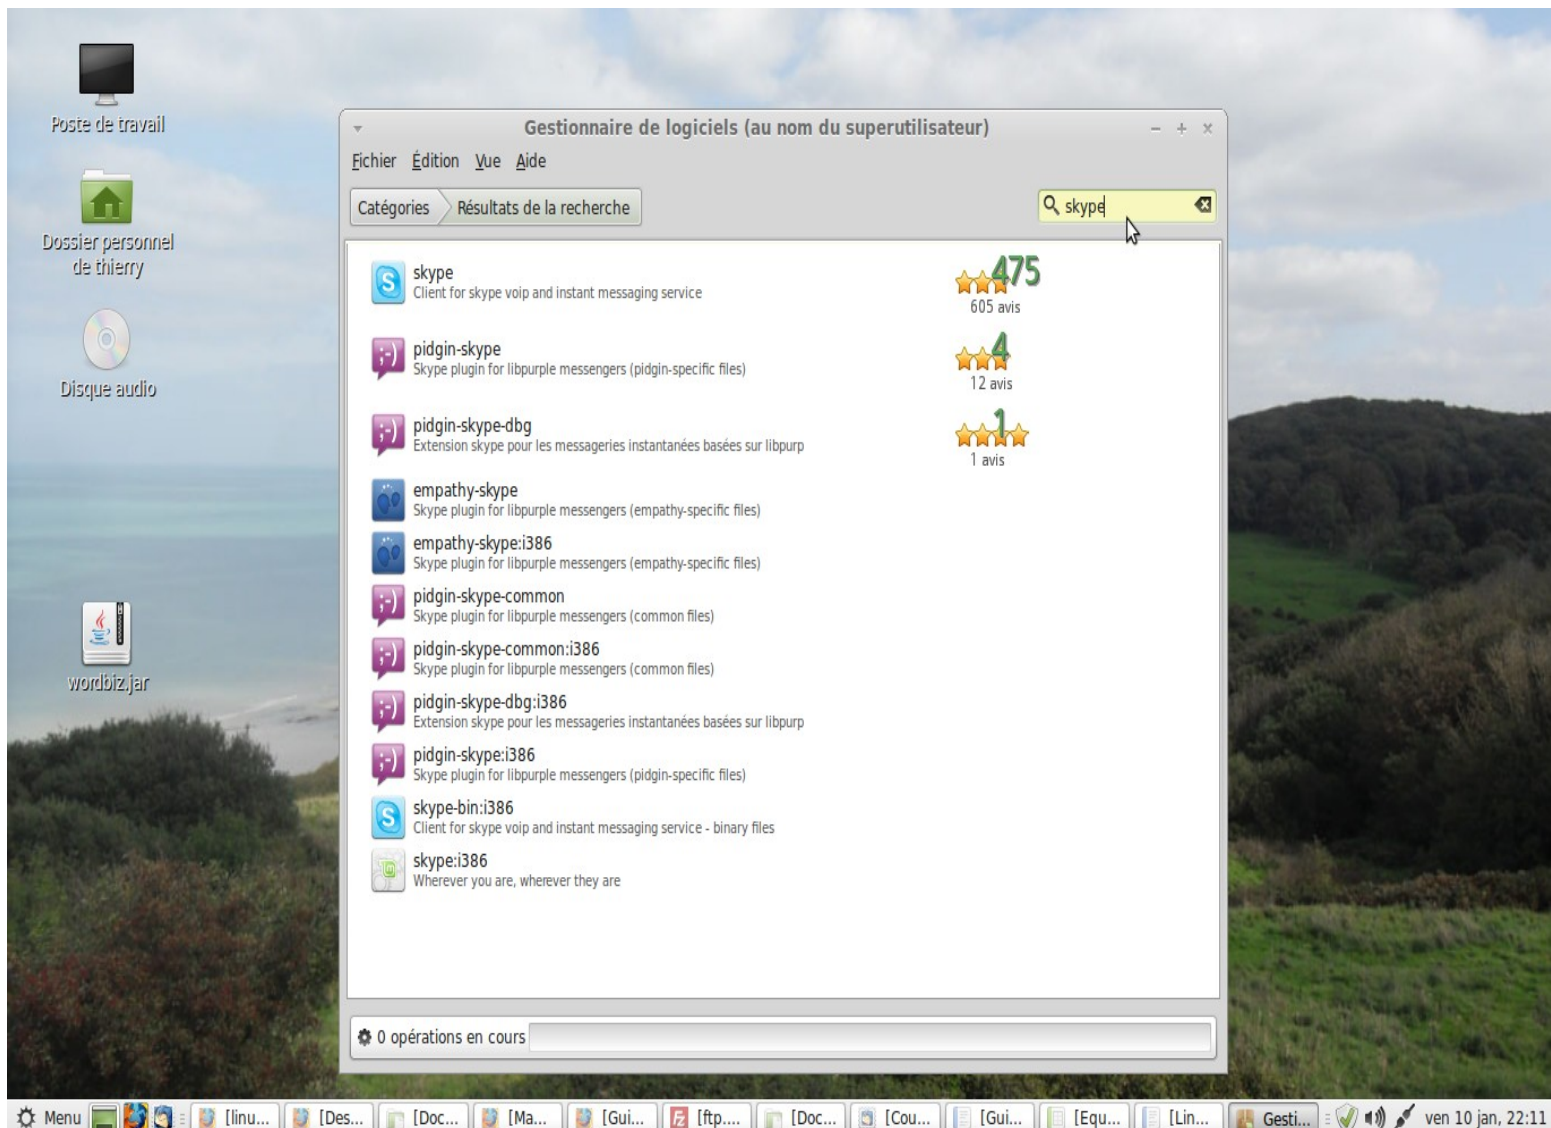 Poste de travail
Dossier personnel
de thierry
Disque audio
wordbiz.jar
Gestionnaire de logiciels (au nom du superutilisateur)
Fichier Édition Vue Aide
Catégories Résultats de la recherche
skype
skype
Client for skype voip and instant messaging service
475
605 avis
pidgin-skype
Skype plugin for libpurple messengers (pidgin-specific files)
4
12 avis
pidgin-skype-dbg
Extension skype pour les messageries instantanées basées sur libpurp
1
1 avis
empathy-skype
Skype plugin for libpurple messengers (empathy-specific files)
empathy-skype:i386
Skype plugin for libpurple messengers (empathy-specific files)
pidgin-skype-common
Skype plugin for libpurple messengers (common files)
pidgin-skype-common:i386
Skype plugin for libpurple messengers (common files)
pidgin-skype-dbg:i386
Extension skype pour les messageries instantanées basées sur libpurp
pidgin-skype:i386
Skype plugin for libpurple messengers (pidgin-specific files)
skype-bin:i386
Client for skype voip and instant messaging service - binary files
skype:i386
Wherever you are, wherever they are
0 opérations en cours
Menu [linu... [Des... [Doc... [Ma... [Gui... [ftp.... [Doc... [Cou... [Gui... [Equ... [Lin... Gesti... ven 10 jan, 22:11